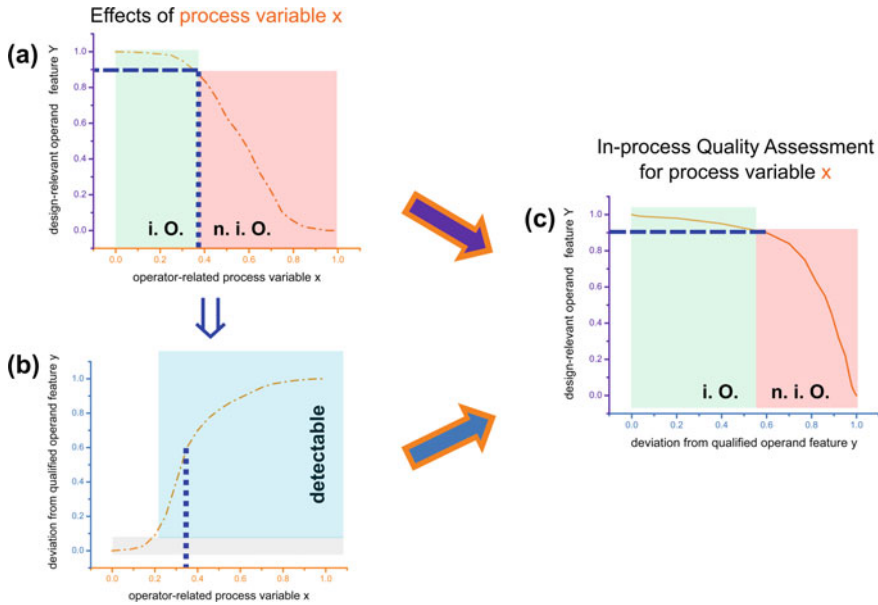 Effects of process variable x
(a)
design-relevant operand feature Y
1.0
0.8
0.6
0.4
0.2
0.0
i. O.
n. i. O.
0.0 0.2 0.4 0.6 0.8 1.0
operator-related process variable x
(b)
deviation from qualified operand feature y
1.0
0.8
0.6
0.4
0.2
0.0
detectable
0.0 0.2 0.4 0.6 0.8 1.0
operator-related process variable x
In-process Quality Assessment
for process variable x
(c)
design-relevant operand feature Y
1.0
0.8
0.6
0.4
0.2
0.0
i. O.
n. i. O.
0.0 0.2 0.4 0.6 0.8 1.0
deviation from qualified operand feature y